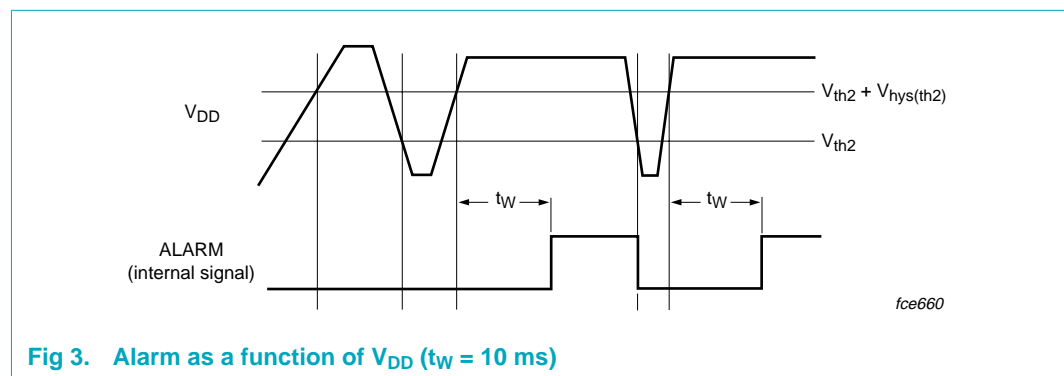 V_DD
V_th2 + V_hys(th2)
V_th2
t_W
t_W
ALARM
(internal signal)
fce660
Fig 3. Alarm as a function of V_DD (t_W = 10 ms)